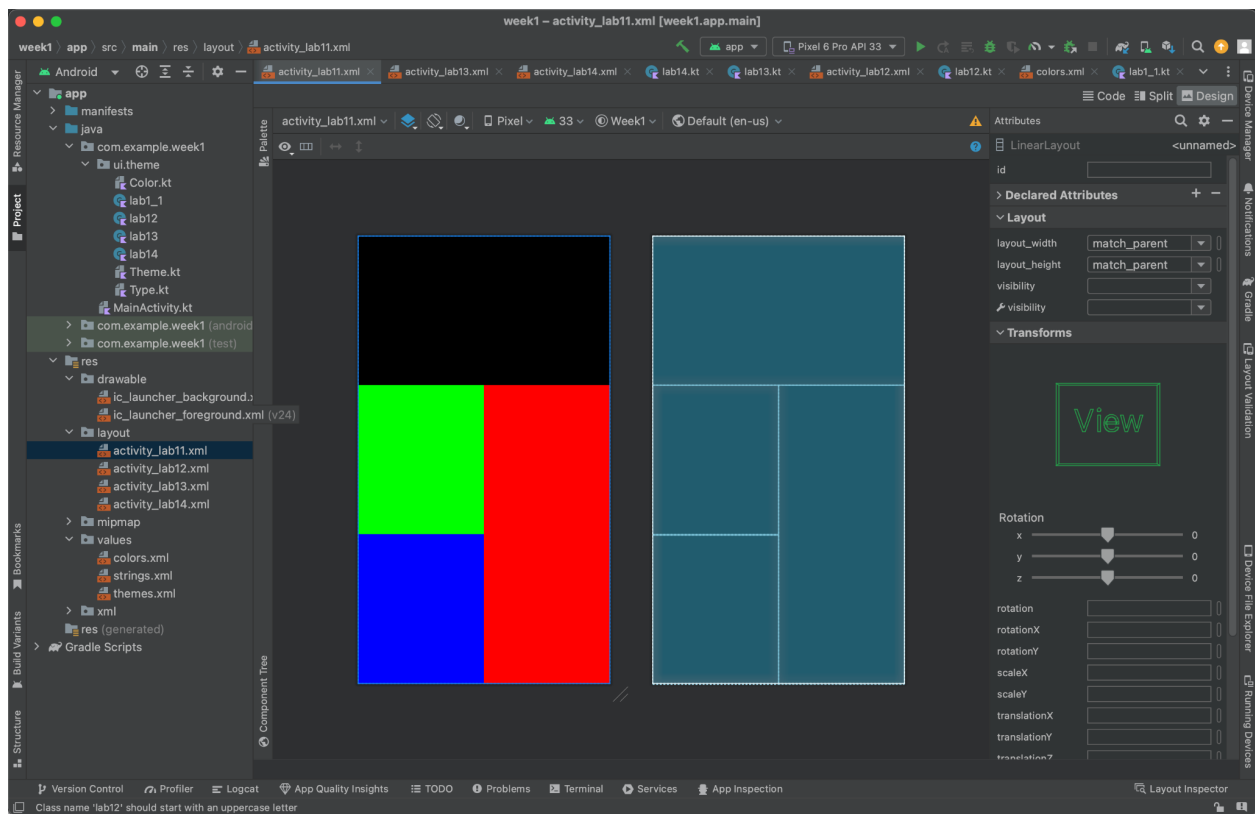 week1 – activity_lab11.xml [week1.app.main]
week1 〉 app 〉 src 〉 main 〉 res 〉 layout 〉 activity_lab11.xml
app
Pixel 6 Pro API 33
Android
activity_lab11.xml
activity_lab13.xml
activity_lab14.xml
lab14.kt
lab13.kt
activity_lab12.xml
lab12.kt
colors.xml
lab1_1.kt
Code
Split
Design
Resource Manager
Project
Bookmarks
Build Variants
Structure
app
manifests
java
com.example.week1
ui.theme
Color.kt
lab1_1
lab12
lab13
lab14
Theme.kt
Type.kt
MainActivity.kt
com.example.week1 (android
com.example.week1 (test)
res
drawable
ic_launcher_background.x
ic_launcher_foreground.xml (v24)
layout
activity_lab11.xml
activity_lab12.xml
activity_lab13.xml
activity_lab14.xml
mipmap
values
colors.xml
strings.xml
themes.xml
xml
res (generated)
Gradle Scripts
Palette
Component Tree
activity_lab11.xml
Pixel
33
Week1
Default (en-us)
Attributes
LinearLayout
<unnamed>
id
Declared Attributes
Layout
layout_width
match_parent
layout_height
match_parent
visibility
visibility
Transforms
View
Rotation
x
0
y
0
z
0
rotation
rotationX
rotationY
scaleX
scaleY
translationX
translationY
translationZ
Device Manager
Notifications
Gradle
Layout Validation
Device File Explorer
Running Devices
Version Control
Profiler
Logcat
App Quality Insights
TODO
Problems
Terminal
Services
App Inspection
Layout Inspector
Class name 'lab12' should start with an uppercase letter